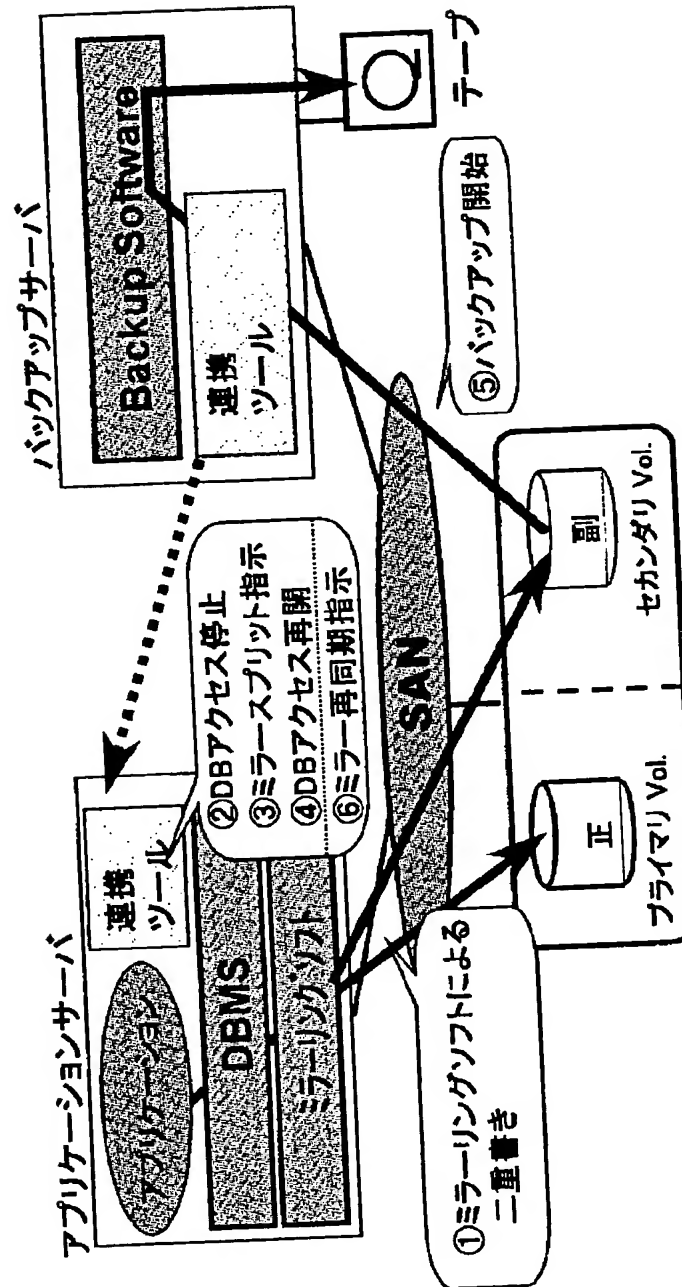 アプリケーションサーバ
アプリケーション
連携
ツール
DBMS
ミラーリングソフト
②DBアクセス停止
③ミラースプリット指示
④DBアクセス再開
⑥ミラー再同期指示
バックアップサーバ
Backup Software
連携
ツール
テープ
SAN
①ミラーリングソフトによる
二重書き
⑤バックアップ開始
正
副
プライマリ Vol.
セカンダリ Vol.